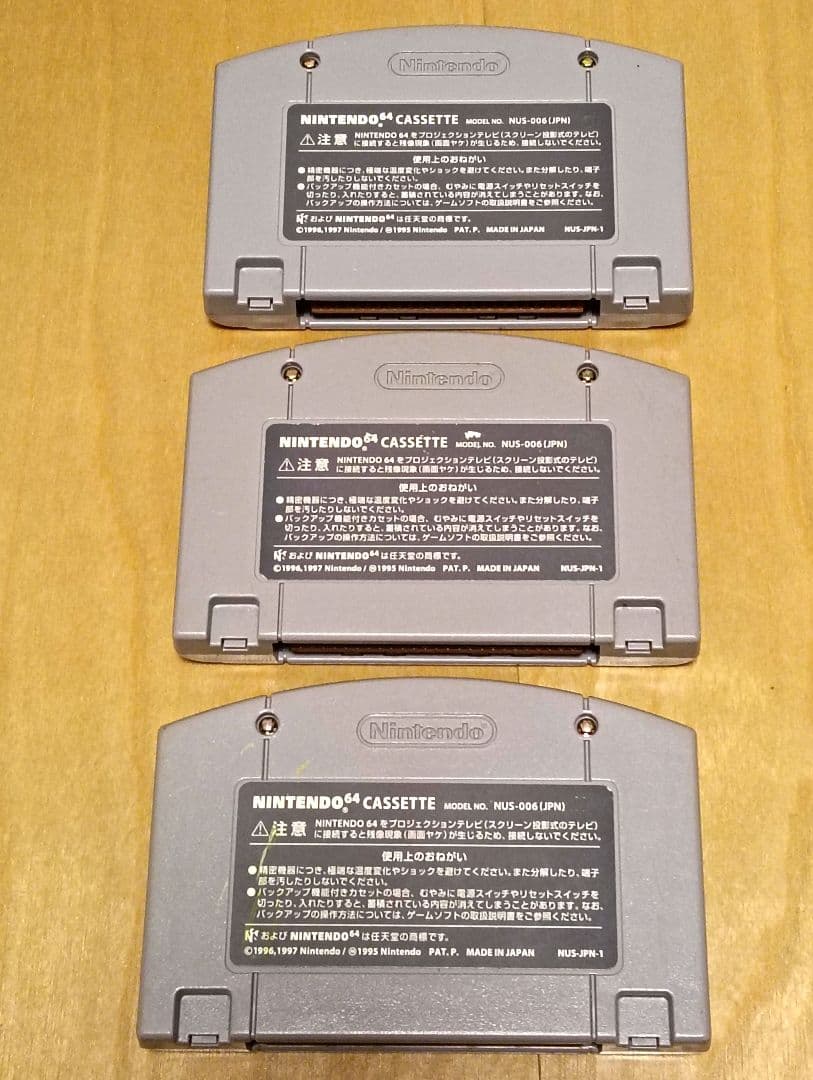 Nintendo
NINTENDO64 CASSETTE MODEL NO. NUS-006(JPN)
⚠注意 NINTENDO 64 をプロジェクションテレビ(スクリーン投影式のテレビ)
に接続すると残像現象(画面ヤケ)が生じるため、接続しないでください。
使用上のおねがい
●精密機器につき、極端な温度変化やショックを避けてください。また分解したり、端子
部を汚したりしないでください。
●バックアップ機能付きカセットの場合、むやみに電源スイッチやリセットスイッチを
切ったり、入れたりすると、蓄積されている内容が消えてしまうことがあります。なお、
バックアップの操作方法については、ゲームソフトの取扱説明書をご参照ください。
および NINTENDO64 は任天堂の商標です。
©1996,1997 Nintendo / Ⓜ1995 Nintendo PAT. P. MADE IN JAPAN NUS-JPN-1
Nintendo
NINTENDO64 CASSETTE MODEL NO. NUS-006(JPN)
⚠注意 NINTENDO 64 をプロジェクションテレビ(スクリーン投影式のテレビ)
に接続すると残像現象(画面ヤケ)が生じるため、接続しないでください。
使用上のおねがい
●精密機器につき、極端な温度変化やショックを避けてください。また分解したり、端子
部を汚したりしないでください。
●バックアップ機能付きカセットの場合、むやみに電源スイッチやリセットスイッチを
切ったり、入れたりすると、蓄積されている内容が消えてしまうことがあります。なお、
バックアップの操作方法については、ゲームソフトの取扱説明書をご参照ください。
および NINTENDO64 は任天堂の商標です。
©1996,1997 Nintendo / Ⓜ1995 Nintendo PAT. P. MADE IN JAPAN NUS-JPN-1
Nintendo
NINTENDO64 CASSETTE MODEL NO. NUS-006(JPN)
⚠注意 NINTENDO 64 をプロジェクションテレビ(スクリーン投影式のテレビ)
に接続すると残像現象(画面ヤケ)が生じるため、接続しないでください。
使用上のおねがい
●精密機器につき、極端な温度変化やショックを避けてください。また分解したり、端子
部を汚したりしないでください。
●バックアップ機能付きカセットの場合、むやみに電源スイッチやリセットスイッチを
切ったり、入れたりすると、蓄積されている内容が消えてしまうことがあります。なお、
バックアップの操作方法については、ゲームソフトの取扱説明書をご参照ください。
および NINTENDO64 は任天堂の商標です。
©1996,1997 Nintendo / Ⓜ1995 Nintendo PAT. P. MADE IN JAPAN NUS-JPN-1